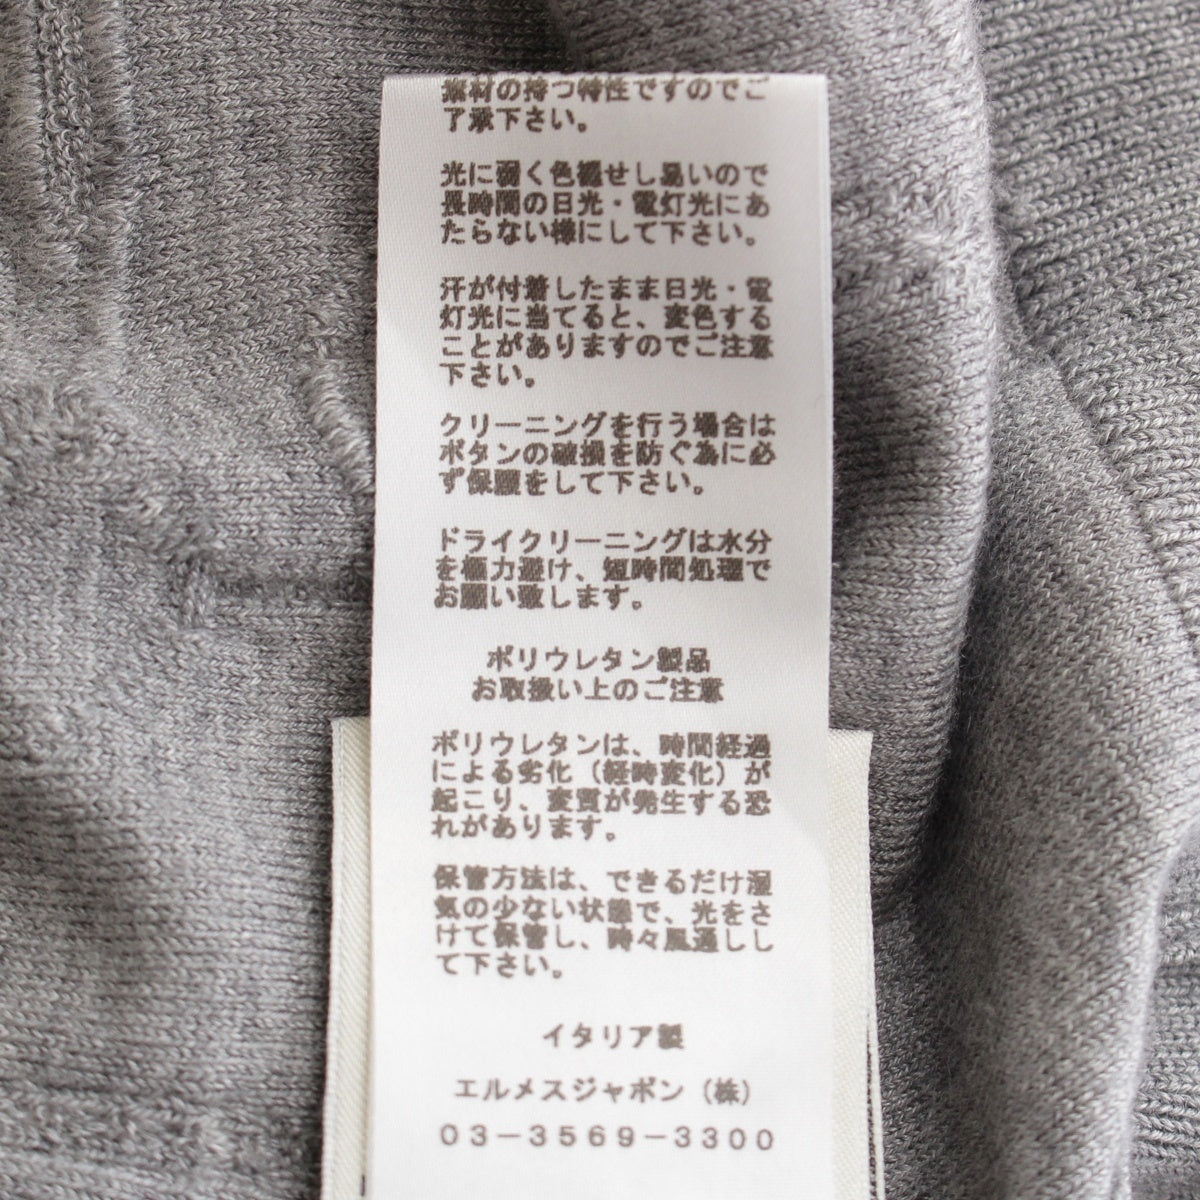 素材の持つ特性ですのでご
了承下さい。
光に弱く色褪せし易いので
長時間の日光・電灯光にあ
たらない様にして下さい。
汗が付着したまま日光・電
灯光に当てると、変色する
ことがありますのでご注意
下さい。
クリーニングを行う場合は
ボタンの破損を防ぐ為に必
ず保護をして下さい。
ドライクリーニングは水分
を極力避け、短時間処理で
お願い致します。
ポリウレタン製品
お取扱い上のご注意
ポリウレタンは、時間経過
による劣化（経時変化）が
起こり、変質が発生する恐
れがあります。
保管方法は、できるだけ湿
気の少ない状態で、光をさ
けて保管し、時々風通しし
て下さい。
イタリア製
エルメスジャポン（株）
０３－３５６９－３３００